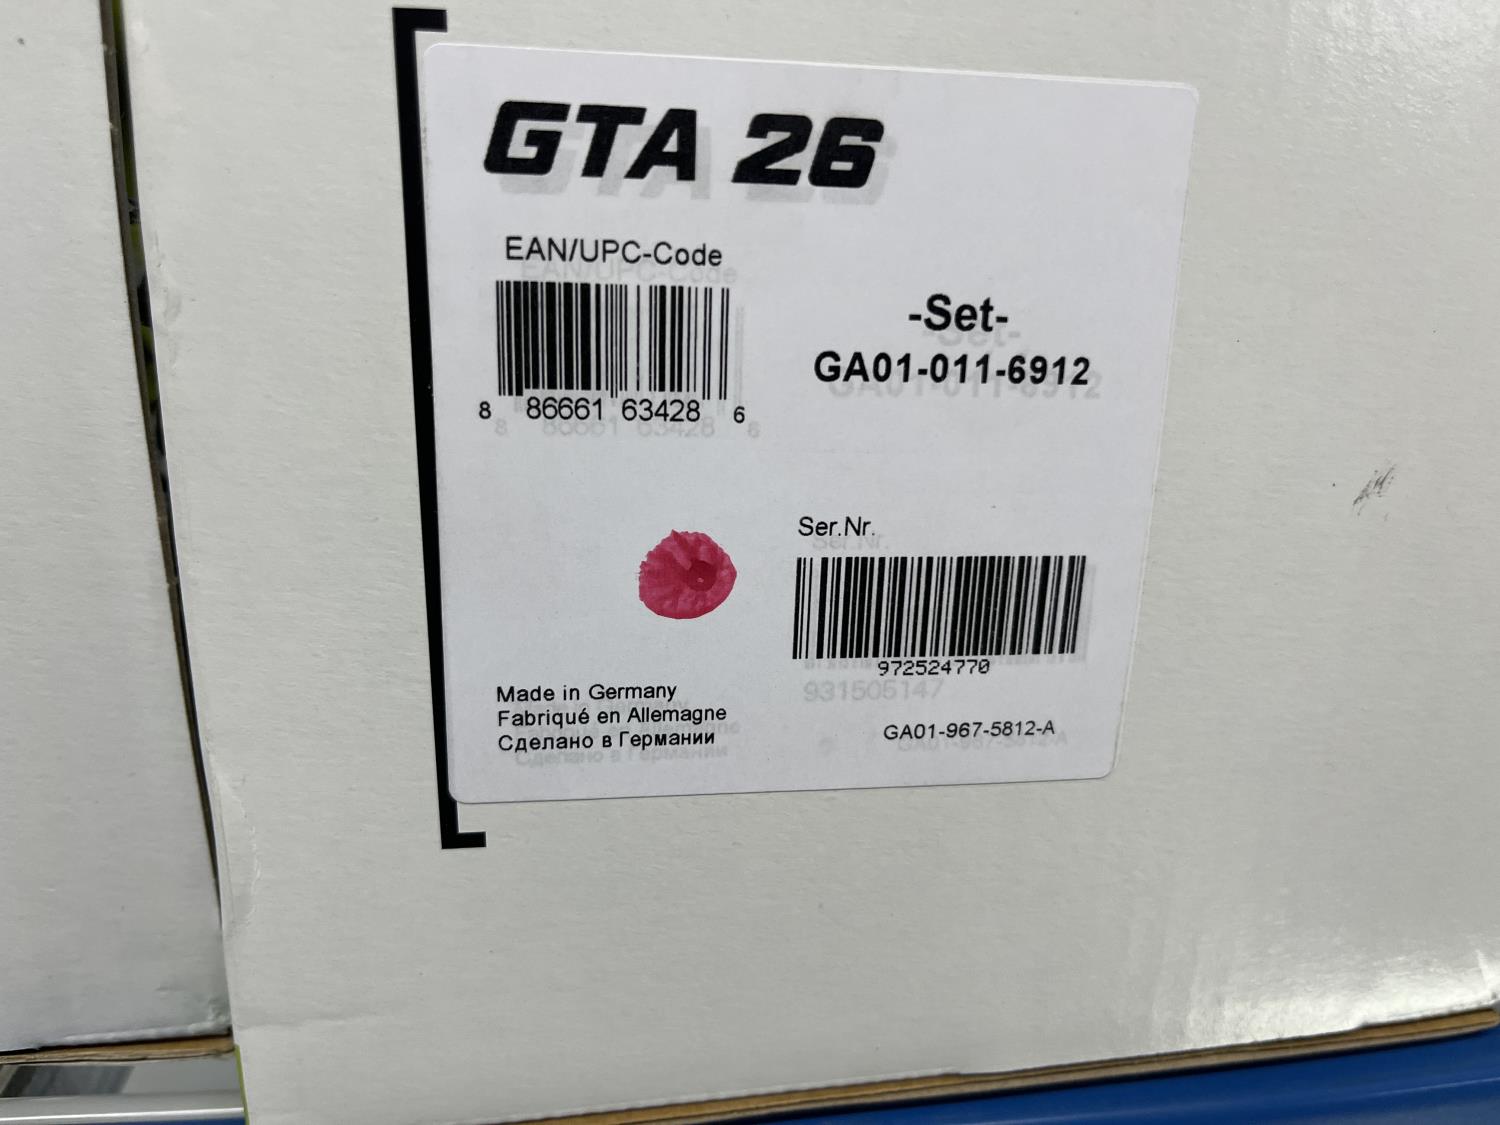 GTA 26
EAN/UPC-Code
8 86661 63428 6
-Set-
GA01-011-6912
Ser.Nr.
972524770
931505147
Made in Germany
Fabriqué en Allemagne
Сделано в Германии
GA01-967-5812-A